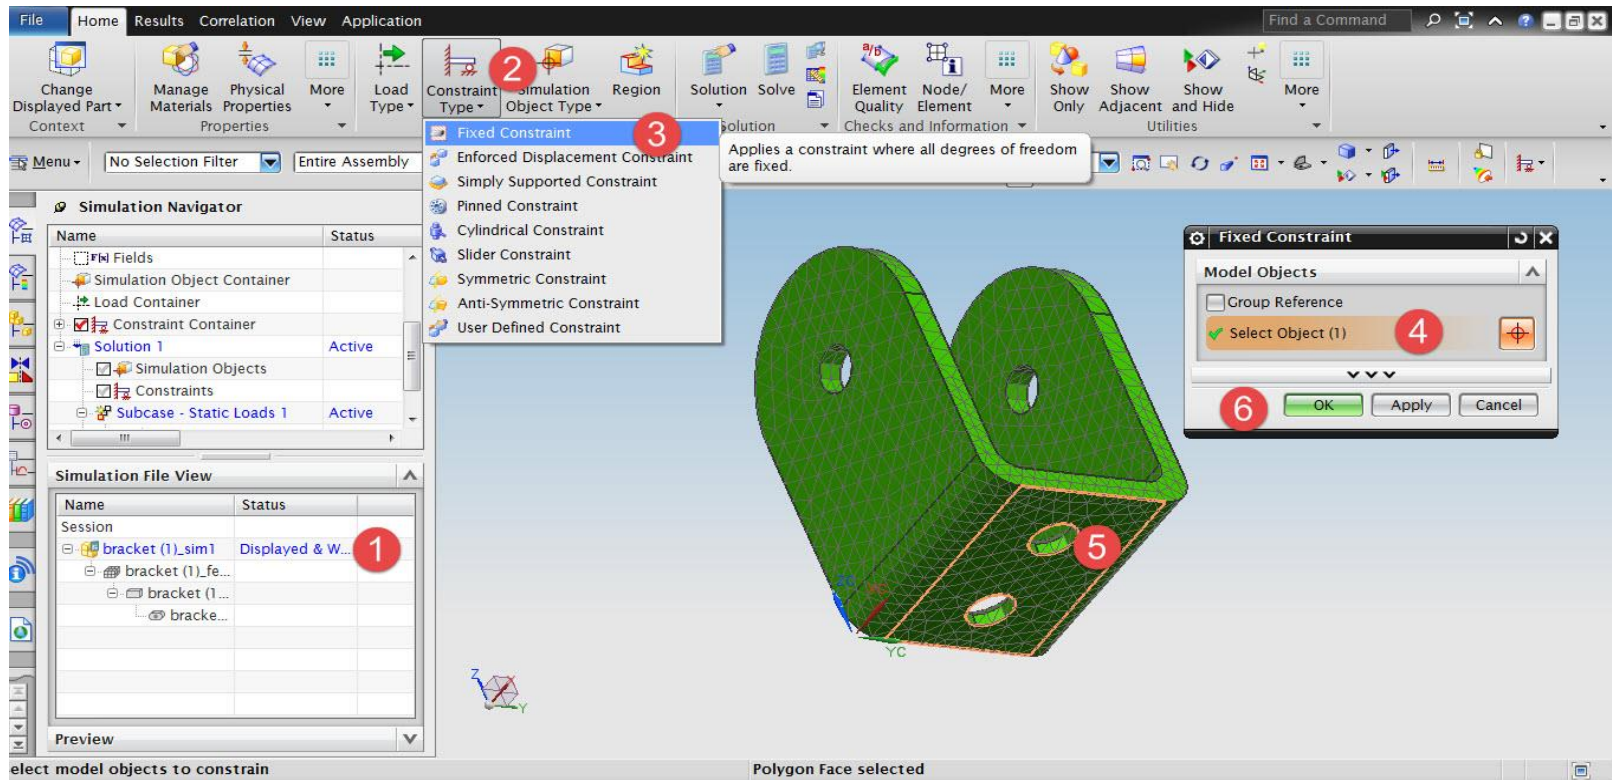 File Home Results Correlation View Application Find a Command
Change Displayed Part
Manage Materials
Physical Properties
More
Load Type
Constraint Type
2
Simulation Object Type
Region
Solution
Solve
a/b
Element Quality
Node/ Element
More
Show Only
Show Adjacent
Show and Hide
More
Context Properties Solution Checks and Information Utilities
Menu No Selection Filter Entire Assembly
Fixed Constraint 3
Enforced Displacement Constraint
Simply Supported Constraint
Pinned Constraint
Cylindrical Constraint
Slider Constraint
Symmetric Constraint
Anti-Symmetric Constraint
User Defined Constraint
Applies a constraint where all degrees of freedom
are fixed.
Simulation Navigator
Name Status
Fields
Simulation Object Container
Load Container
Constraint Container
Solution 1 Active
Simulation Objects
Constraints
Subcase - Static Loads 1 Active
Simulation File View
Name Status
Session
bracket (1)_sim1 Displayed & W... 1
bracket (1)_fe...
bracket (1...
bracke...
Preview
Fixed Constraint
Model Objects
Group Reference
Select Object (1) 4
6 OK Apply Cancel
5
ZC
YC
Z
Y
elect model objects to constrain Polygon Face selected